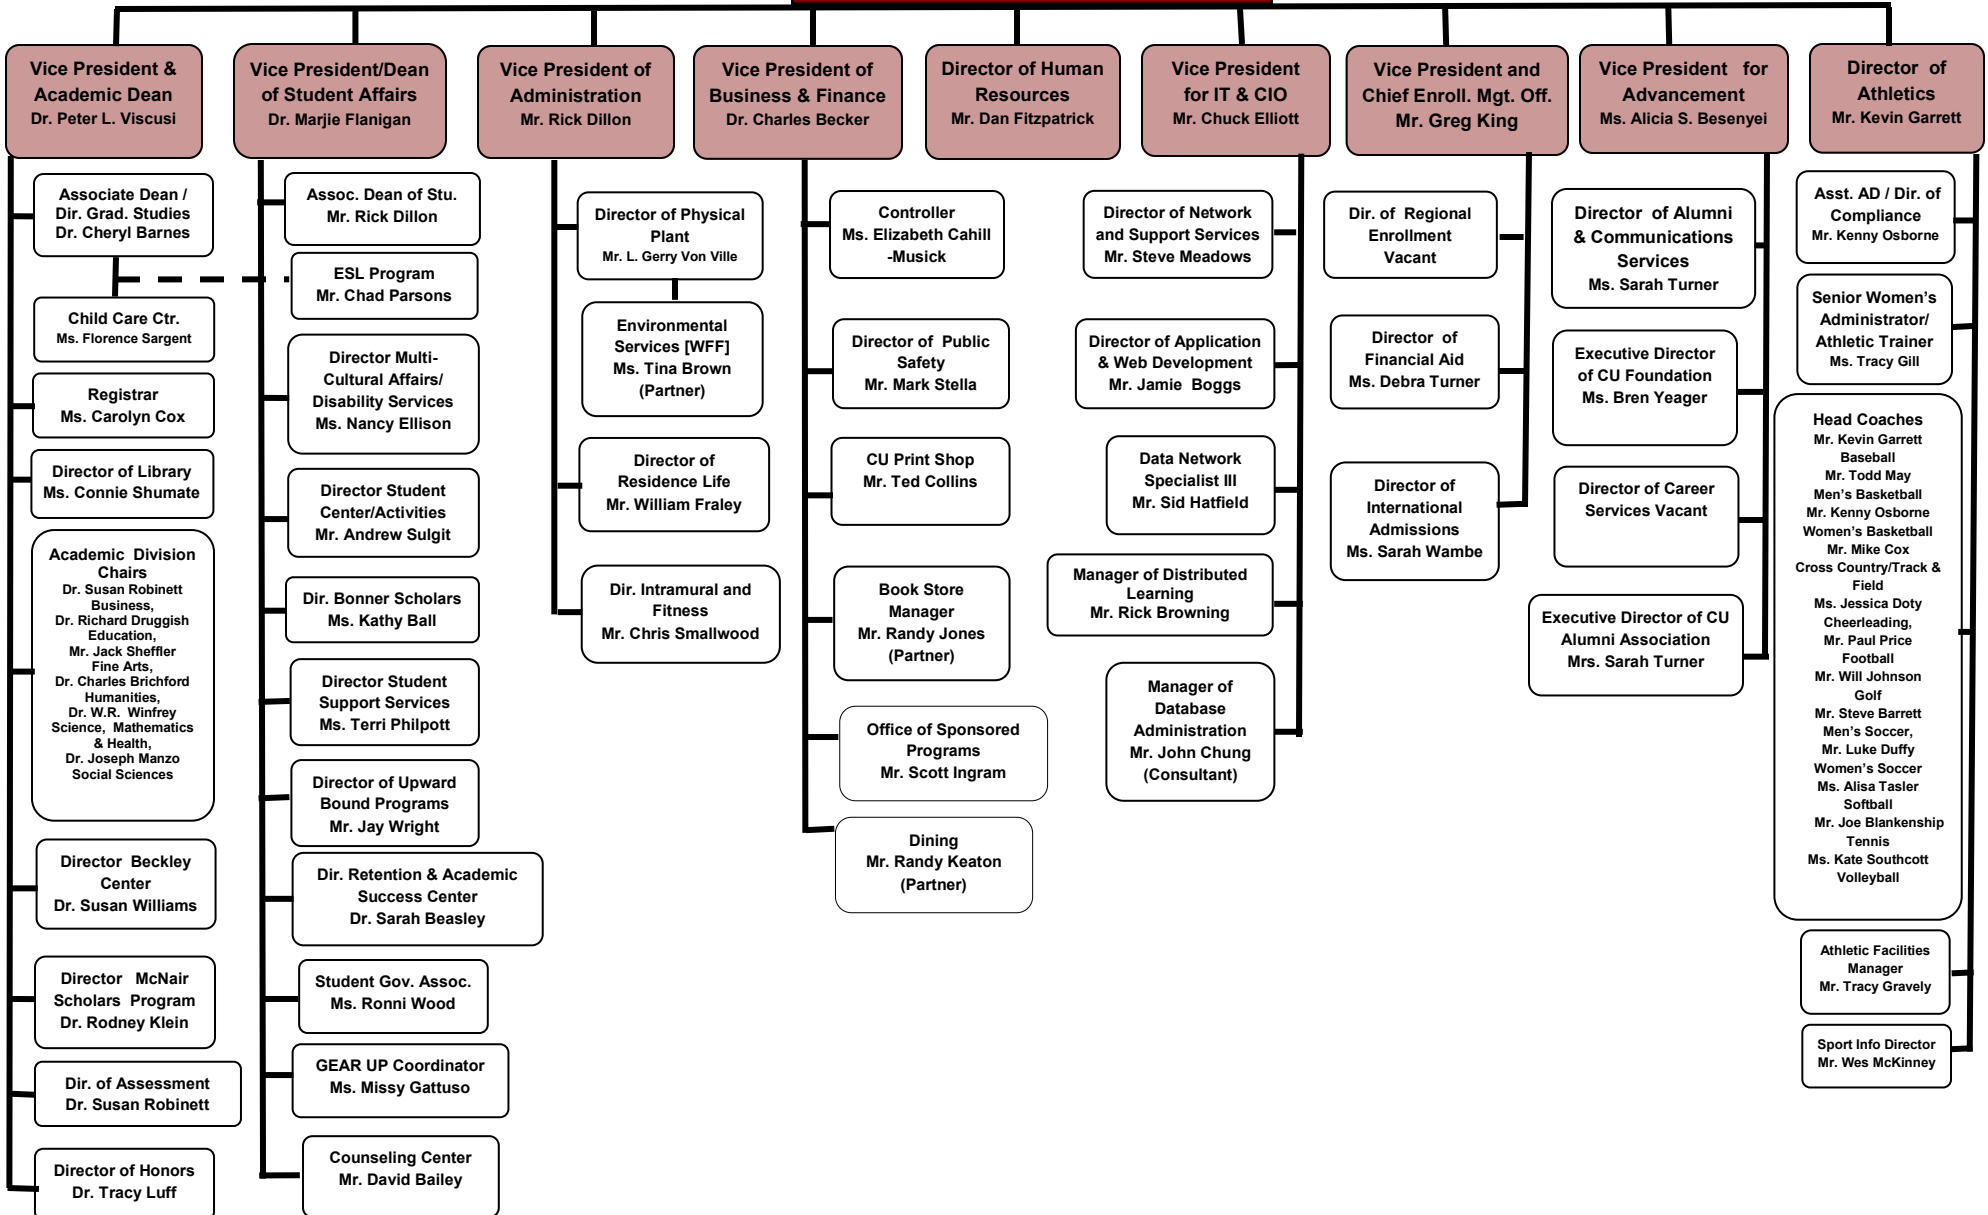 Vice President &
Academic Dean
Dr. Peter L. Viscusi
Vice President/Dean
of Student Affairs
Dr. Marjie Flanigan
Vice President of
Administration
Mr. Rick Dillon
Vice President of
Business & Finance
Dr. Charles Becker
Director of Human
Resources
Mr. Dan Fitzpatrick
Vice President
for IT & CIO
Mr. Chuck Elliott
Vice President and
Chief Enroll. Mgt. Off.
Mr. Greg King
Vice President for
Advancement
Ms. Alicia S. Besenyei
Director of
Athletics
Mr. Kevin Garrett
Associate Dean /
Dir. Grad. Studies
Dr. Cheryl Barnes
Child Care Ctr.
Ms. Florence Sargent
Registrar
Ms. Carolyn Cox
Director of Library
Ms. Connie Shumate
Academic Division
Chairs
Dr. Susan Robinett
Business,
Dr. Richard Druggish
Education,
Mr. Jack Sheffler
Fine Arts,
Dr. Charles Brichford
Humanities,
Dr. W.R. Winfrey
Science, Mathematics
& Health,
Dr. Joseph Manzo
Social Sciences
Director Beckley
Center
Dr. Susan Williams
Director McNair
Scholars Program
Dr. Rodney Klein
Dir. of Assessment
Dr. Susan Robinett
Director of Honors
Dr. Tracy Luff
Assoc. Dean of Stu.
Mr. Rick Dillon
ESL Program
Mr. Chad Parsons
Director Multi-
Cultural Affairs/
Disability Services
Ms. Nancy Ellison
Director Student
Center/Activities
Mr. Andrew Sulgit
Dir. Bonner Scholars
Ms. Kathy Ball
Director Student
Support Services
Ms. Terri Philpott
Director of Upward
Bound Programs
Mr. Jay Wright
Dir. Retention & Academic
Success Center
Dr. Sarah Beasley
Student Gov. Assoc.
Ms. Ronni Wood
GEAR UP Coordinator
Ms. Missy Gattuso
Counseling Center
Mr. David Bailey
Director of Physical
Plant
Mr. L. Gerry Von Ville
Environmental
Services [WFF]
Ms. Tina Brown
(Partner)
Director of
Residence Life
Mr. William Fraley
Dir. Intramural and
Fitness
Mr. Chris Smallwood
Controller
Ms. Elizabeth Cahill
-Musick
Director of Public
Safety
Mr. Mark Stella
CU Print Shop
Mr. Ted Collins
Book Store
Manager
Mr. Randy Jones
(Partner)
Office of Sponsored
Programs
Mr. Scott Ingram
Dining
Mr. Randy Keaton
(Partner)
Director of Network
and Support Services
Mr. Steve Meadows
Director of Application
& Web Development
Mr. Jamie Boggs
Data Network
Specialist III
Mr. Sid Hatfield
Manager of Distributed
Learning
Mr. Rick Browning
Manager of
Database
Administration
Mr. John Chung
(Consultant)
Dir. of Regional
Enrollment
Vacant
Director of
Financial Aid
Ms. Debra Turner
Director of
International
Admissions
Ms. Sarah Wambe
Director of Alumni
& Communications
Services
Ms. Sarah Turner
Executive Director
of CU Foundation
Ms. Bren Yeager
Director of Career
Services Vacant
Executive Director of CU
Alumni Association
Mrs. Sarah Turner
Asst. AD / Dir. of
Compliance
Mr. Kenny Osborne
Senior Women's
Administrator/
Athletic Trainer
Ms. Tracy Gill
Head Coaches
Mr. Kevin Garrett
Baseball
Mr. Todd May
Men's Basketball
Mr. Kenny Osborne
Women's Basketball
Mr. Mike Cox
Cross Country/Track &
Field
Ms. Jessica Doty
Cheerleading,
Mr. Paul Price
Football
Mr. Will Johnson
Golf
Mr. Steve Barrett
Men's Soccer,
Mr. Luke Duffy
Women's Soccer
Ms. Alisa Tasler
Softball
Mr. Joe Blankenship
Tennis
Ms. Kate Southcott
Volleyball
Athletic Facilities
Manager
Mr. Tracy Gravely
Sport Info Director
Mr. Wes McKinney